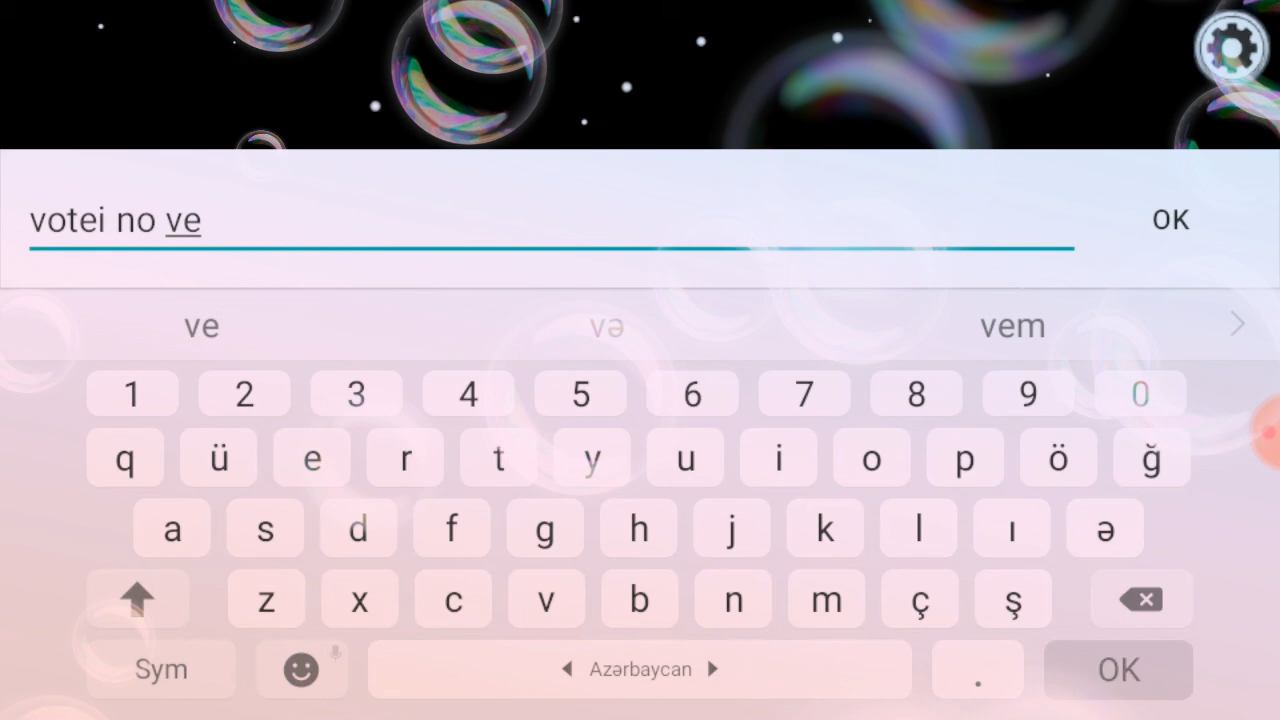 votei no ve
OK
ve və vem
1 2 3 4 5 6 7 8 9 0
q ü e r t y u i o p ö ğ
a s d f g h j k l ı ə
z x c v b n m ç ş
Sym Azərbaycan . OK